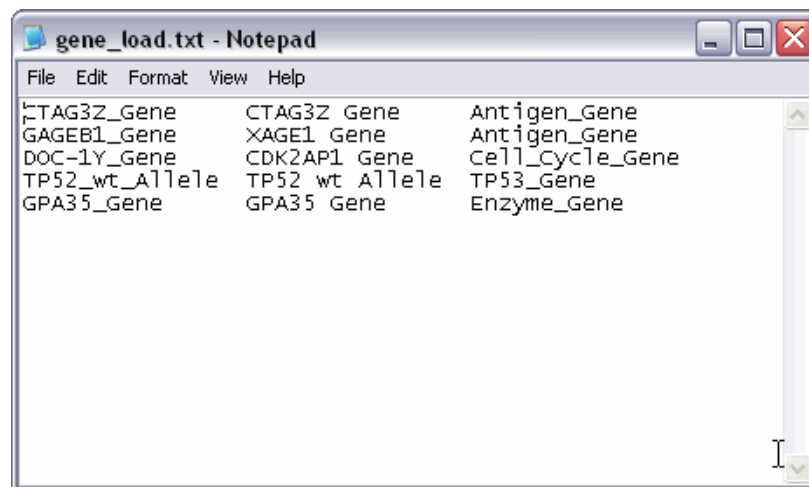 gene_load.txt - Notepad
File Edit Format View Help
CTAG3Z_Gene CTAG3Z Gene Antigen_Gene
GAGEB1_Gene XAGE1 Gene Antigen_Gene
DOC-1Y_Gene CDK2AP1 Gene Cell_Cycle_Gene
TP52_wt_Allele TP52 wt Allele TP53_Gene
GPA35_Gene GPA35 Gene Enzyme_Gene